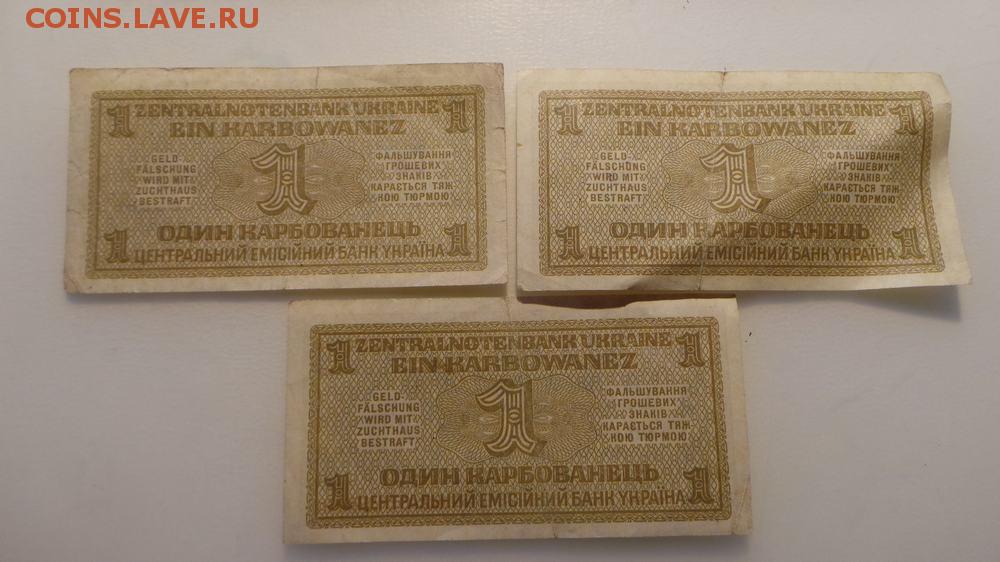 COINS.LAVE.RU
1 ZENTRALNOTENBANK UKRAINE 1
EIN KARBOWANEZ
GELD-
FÄLSCHUNG
WIRD MIT
ZUCHTHAUS
BESTRAFT
1
ФАЛЬШУВАННЯ
ГРОШЕВИХ
ЗНАКІВ
КАРАЄТЬСЯ ТЯЖ-
КОЮ ТЮРМОЮ
ОДИН КАРБОВАНЕЦЬ
1 ЦЕНТРАЛЬНИЙ ЕМІСІЙНИЙ БАНК УКРАЇНА 1
1 ZENTRALNOTENBANK UKRAINE 1
EIN KARBOWANEZ
GELD-
FÄLSCHUNG
WIRD MIT
ZUCHTHAUS
BESTRAFT
1
ФАЛЬШУВАННЯ
ГРОШЕВИХ
ЗНАКІВ
КАРАЄТЬСЯ ТЯЖ-
КОЮ ТЮРМОЮ
ОДИН КАРБОВАНЕЦЬ
1 ЦЕНТРАЛЬНИЙ ЕМІСІЙНИЙ БАНК УКРАЇНА 1
1 ZENTRALNOTENBANK UKRAINE 1
EIN KARBOWANEZ
GELD-
FÄLSCHUNG
WIRD MIT
ZUCHTHAUS
BESTRAFT
1
ФАЛЬШУВАННЯ
ГРОШЕВИХ
ЗНАКІВ
КАРАЄТЬСЯ ТЯЖ-
КОЮ ТЮРМОЮ
ОДИН КАРБОВАНЕЦЬ
1 ЦЕНТРАЛЬНИЙ ЕМІСІЙНИЙ БАНК УКРАЇНА 1